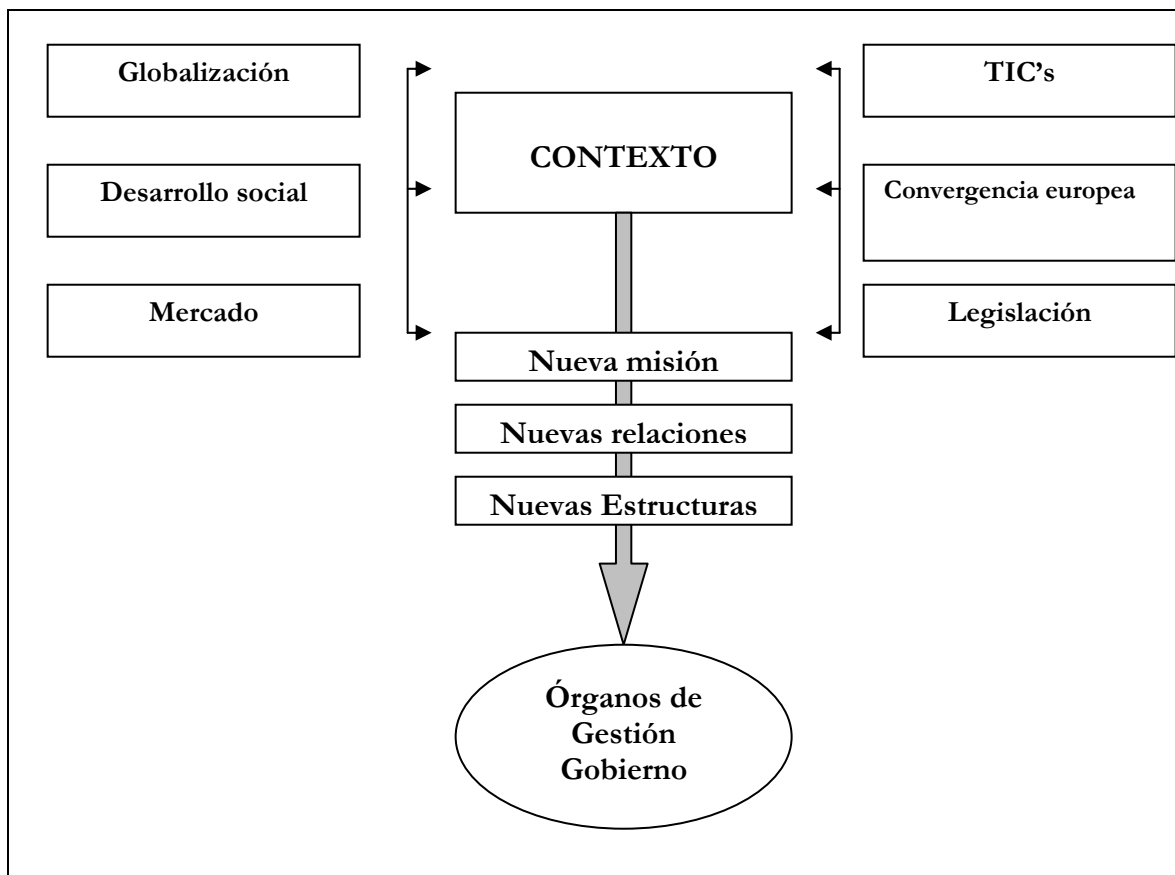 Globalización
TIC's
CONTEXTO
Desarrollo social
Convergencia europea
Mercado
Legislación
Nueva misión
Nuevas relaciones
Nuevas Estructuras
Órganos de
Gestión
Gobierno